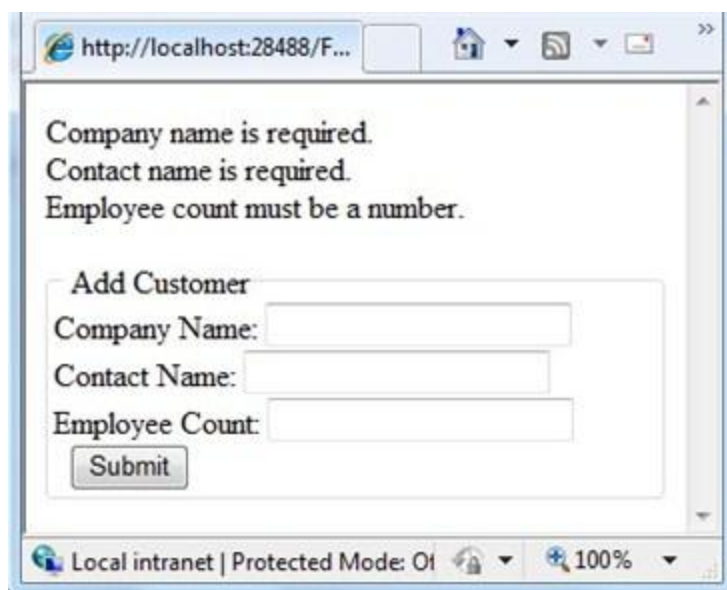 http://localhost:28488/F...
»
Company name is required.
Contact name is required.
Employee count must be a number.
Add Customer
Company Name:
Contact Name:
Employee Count:
Submit
Local intranet | Protected Mode: Of
100%